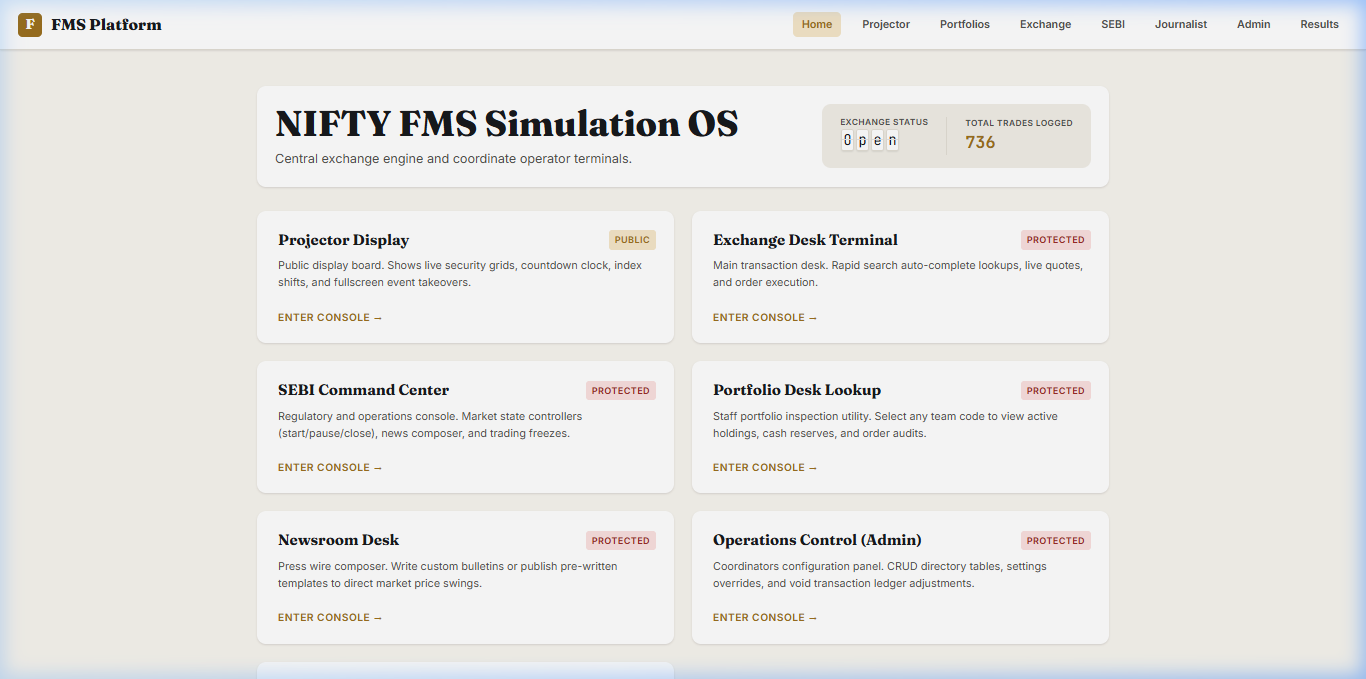 F FMS Platform
Home Projector Portfolios Exchange SEBI Journalist Admin Results
NIFTY FMS Simulation OS
Central exchange engine and coordinate operator terminals.
EXCHANGE STATUS
Open
TOTAL TRADES LOGGED
736
Projector Display
PUBLIC
Public display board. Shows live security grids, countdown clock, index
shifts, and fullscreen event takeovers.
ENTER CONSOLE →
Exchange Desk Terminal
PROTECTED
Main transaction desk. Rapid search auto-complete lookups, live quotes,
and order execution.
ENTER CONSOLE →
SEBI Command Center
PROTECTED
Regulatory and operations console. Market state controllers
(start/pause/close), news composer, and trading freezes.
ENTER CONSOLE →
Portfolio Desk Lookup
PROTECTED
Staff portfolio inspection utility. Select any team code to view active
holdings, cash reserves, and order audits.
ENTER CONSOLE →
Newsroom Desk
PROTECTED
Press wire composer. Write custom bulletins or publish pre-written
templates to direct market price swings.
ENTER CONSOLE →
Operations Control (Admin)
PROTECTED
Coordinators configuration panel. CRUD directory tables, settings
overrides, and void transaction ledger adjustments.
ENTER CONSOLE →